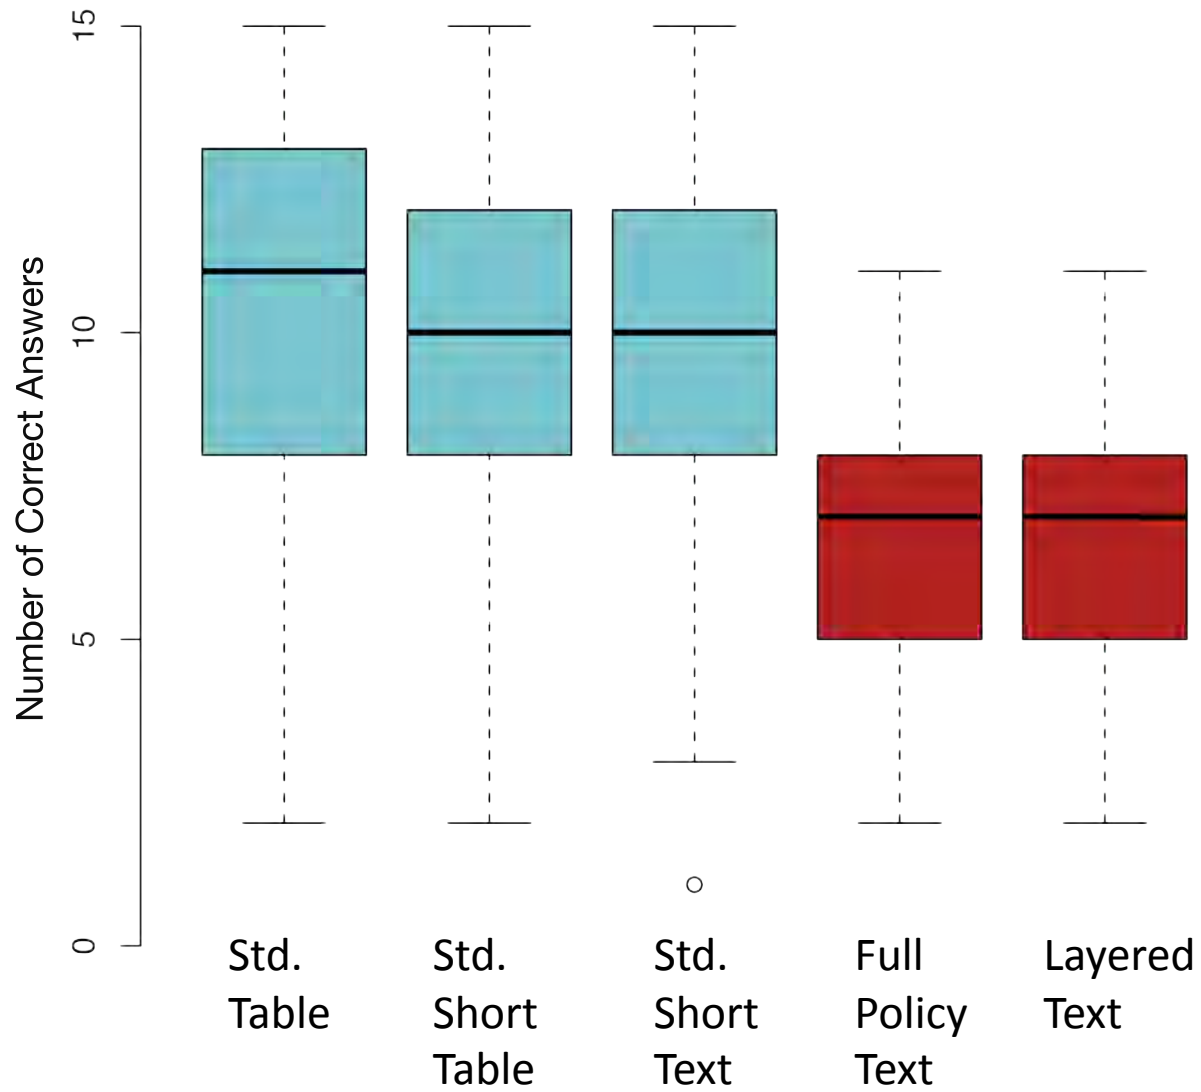 15
10
5
0
Number of Correct Answers
Std.
Table
Std.
Short
Table
Std.
Short
Text
Full
Policy
Text
Layered
Text